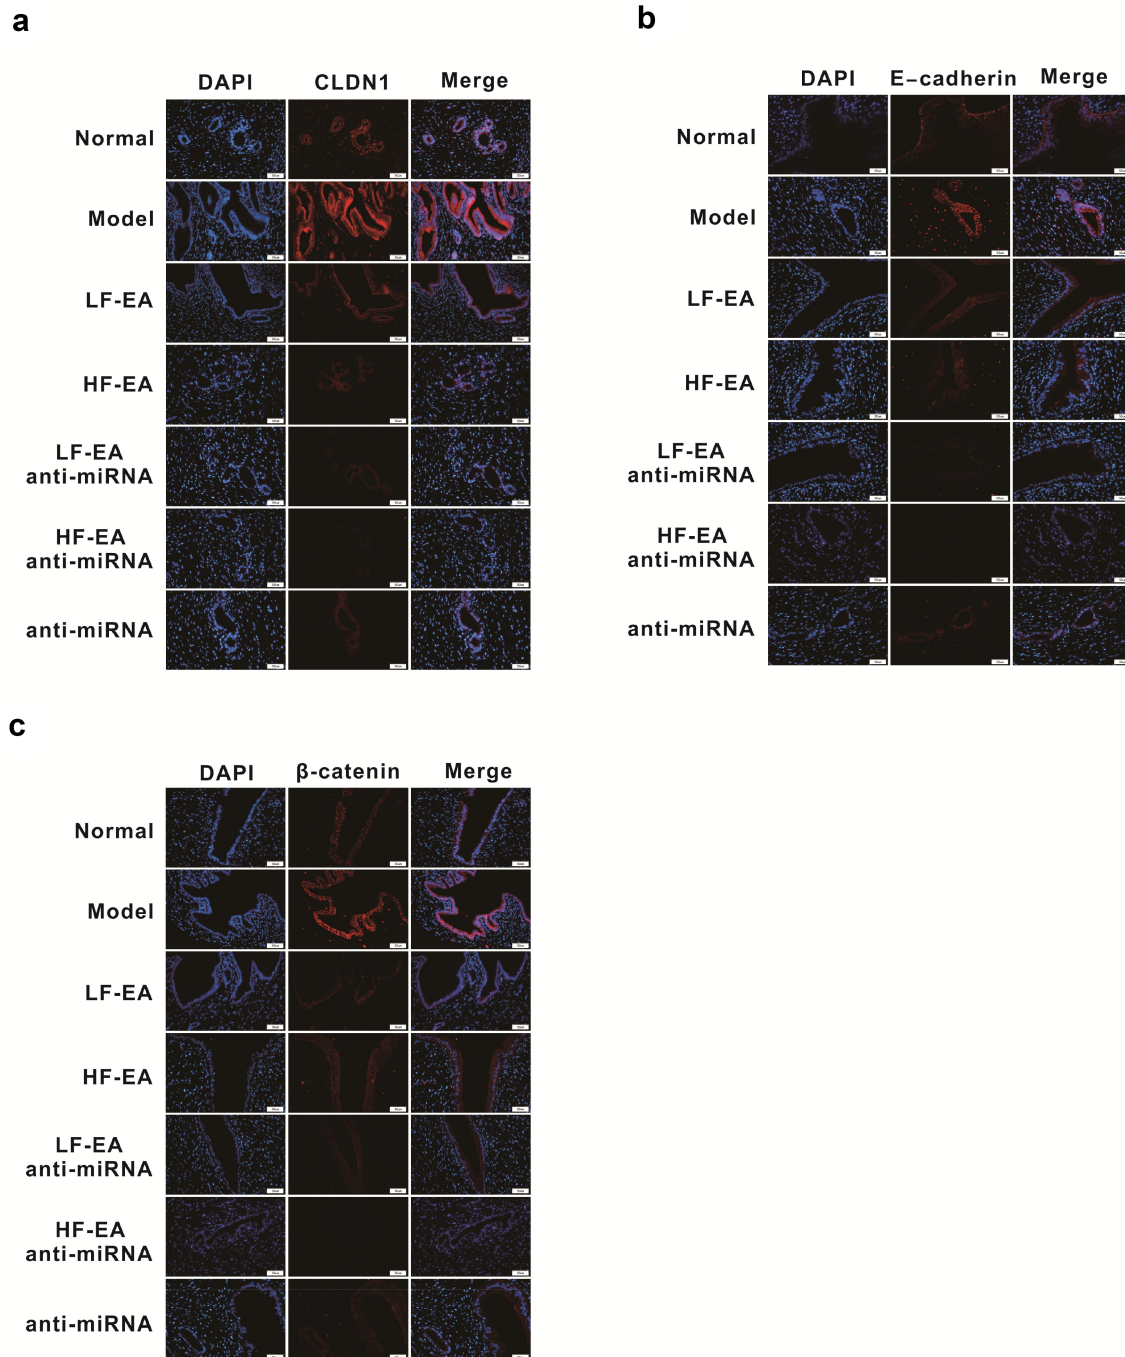 a
DAPI CLDN1 Merge
Normal
Model
LF-EA
HF-EA
LF-EA
anti-miRNA
HF-EA
anti-miRNA
anti-miRNA
b
DAPI E-cadherin Merge
Normal
Model
LF-EA
HF-EA
LF-EA
anti-miRNA
HF-EA
anti-miRNA
anti-miRNA
c
DAPI β-catenin Merge
Normal
Model
LF-EA
HF-EA
LF-EA
anti-miRNA
HF-EA
anti-miRNA
anti-miRNA